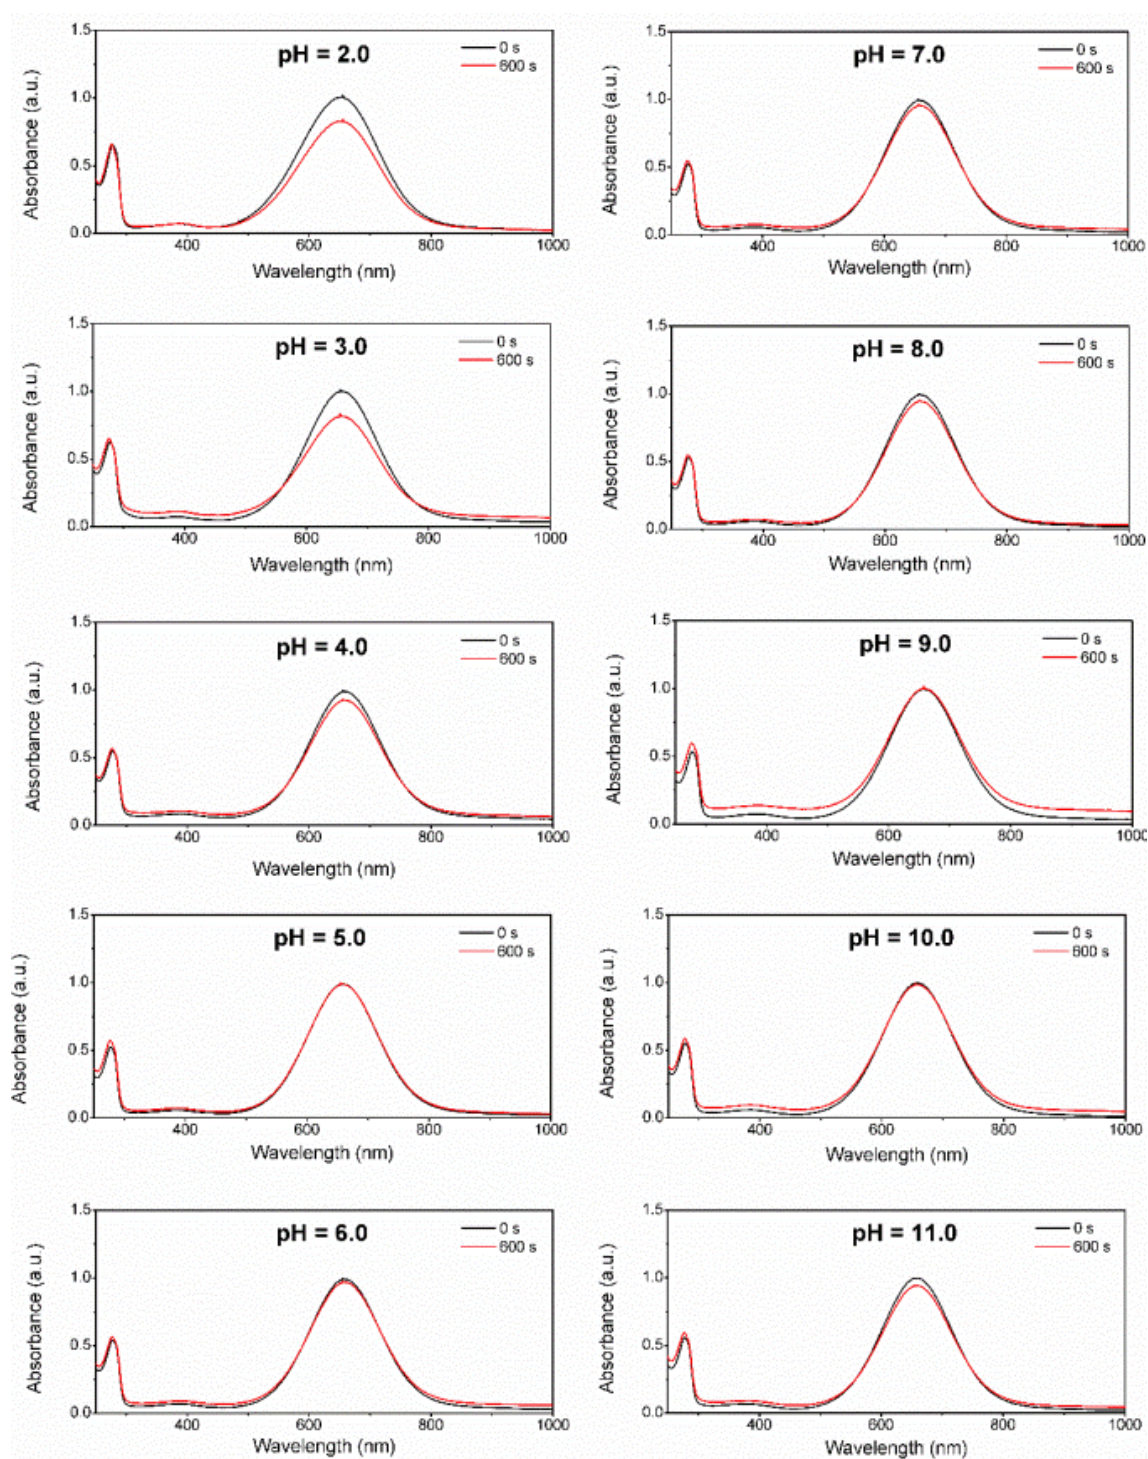 1.5
pH = 2.0
0 s
600 s
1.0
0.5
0.0
400
600
800
1000
Absorbance (a.u.)
Wavelength (nm)
1.5
pH = 7.0
0 s
600 s
1.0
0.5
0.0
400
600
800
1000
Absorbance (a.u.)
Wavelength (nm)
1.5
pH = 3.0
0 s
600 s
1.0
0.5
0.0
400
600
800
1000
Absorbance (a.u.)
Wavelength (nm)
1.5
pH = 8.0
0 s
600 s
1.0
0.5
0.0
400
600
800
1000
Absorbance (a.u.)
Wavelength (nm)
1.5
pH = 4.0
0 s
600 s
1.0
0.5
0.0
400
600
800
1000
Absorbance (a.u.)
Wavelength (nm)
1.5
pH = 9.0
0 s
600 s
1.0
0.5
0.0
400
600
800
1000
Absorbance (a.u.)
Wavelength (nm)
1.5
pH = 5.0
0 s
600 s
1.0
0.5
0.0
400
600
800
1000
Absorbance (a.u.)
Wavelength (nm)
1.5
pH = 10.0
0 s
600 s
1.0
0.5
0.0
400
600
800
1000
Absorbance (a.u.)
Wavelength (nm)
1.5
pH = 6.0
0 s
600 s
1.0
0.5
0.0
400
600
800
1000
Absorbance (a.u.)
Wavelength (nm)
1.5
pH = 11.0
0 s
600 s
1.0
0.5
0.0
400
600
800
1000
Absorbance (a.u.)
Wavelength (nm)